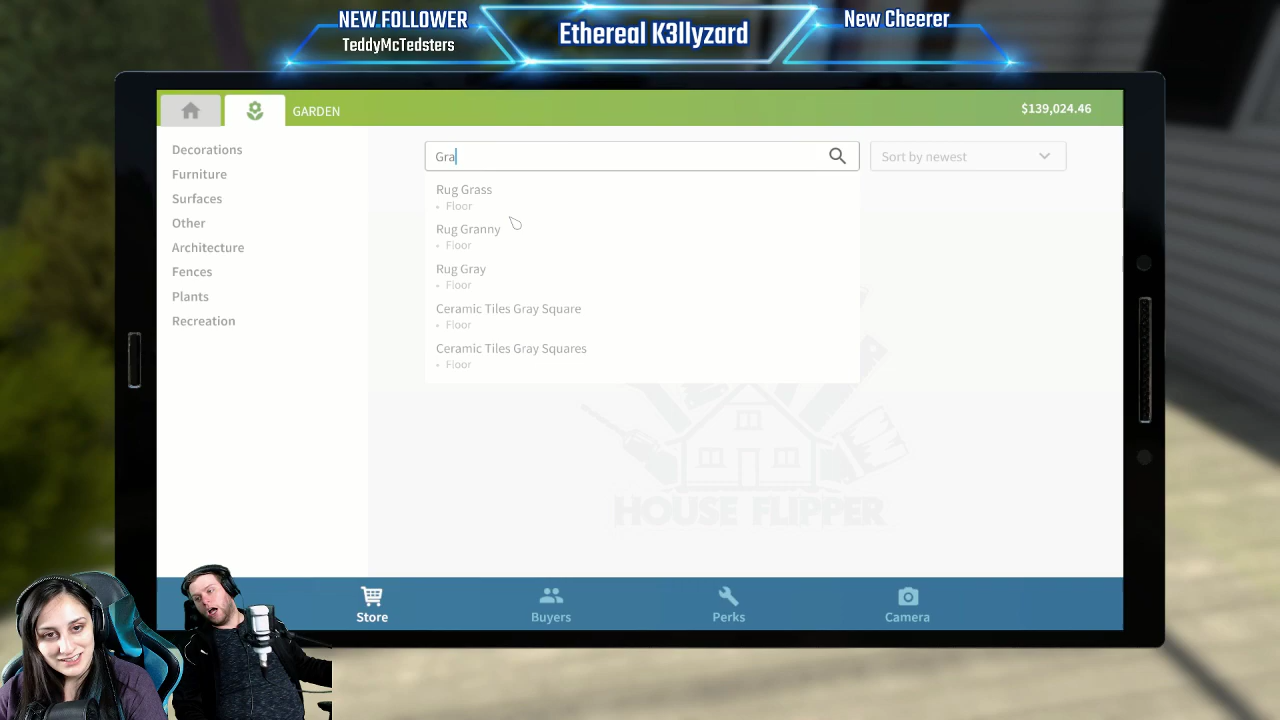 NEW FOLLOWER
TeddyMcTedsters
Ethereal K3llyzard
New Cheerer
GARDEN
$139,024.46
Decorations
Furniture
Surfaces
Other
Architecture
Fences
Plants
Recreation
Gra
Sort by newest
Rug Grass
• Floor
Rug Granny
• Floor
Rug Gray
• Floor
Ceramic Tiles Gray Square
• Floor
Ceramic Tiles Gray Squares
• Floor
HOUSE FLIPPER
Store
Buyers
Perks
Camera